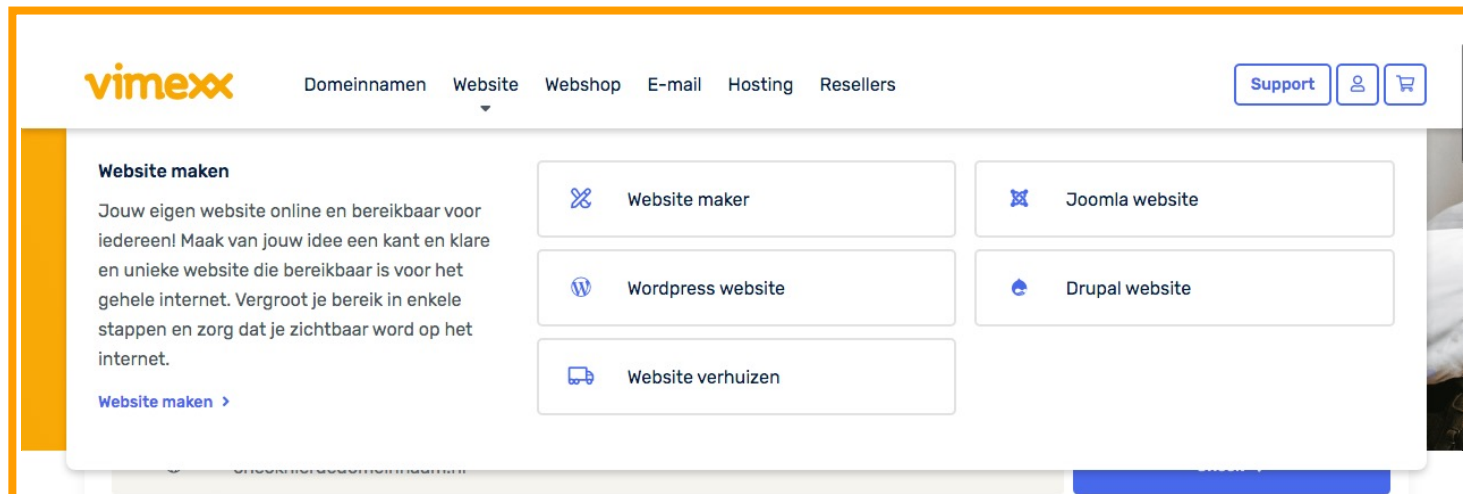 vimexx
Domeinnamen Website Webshop E-mail Hosting Resellers
Support
Website maken
Jouw eigen website online en bereikbaar voor
iedereen! Maak van jouw idee een kant en klare
en unieke website die bereikbaar is voor het
gehele internet. Vergroot je bereik in enkele
stappen en zorg dat je zichtbaar word op het
internet.
Website maken
Website maker
Joomla website
Wordpress website
Drupal website
Website verhuizen